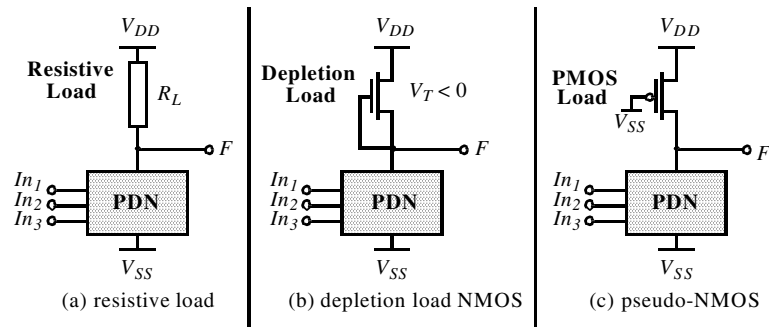 V_DD
Resistive
Load
R_L
F
In_1
In_2
In_3
PDN
V_SS
(a) resistive load
V_DD
Depletion
Load
V_T < 0
F
In_1
In_2
In_3
PDN
V_SS
(b) depletion load NMOS
V_DD
PMOS
Load
V_SS
F
In_1
In_2
In_3
PDN
V_SS
(c) pseudo-NMOS